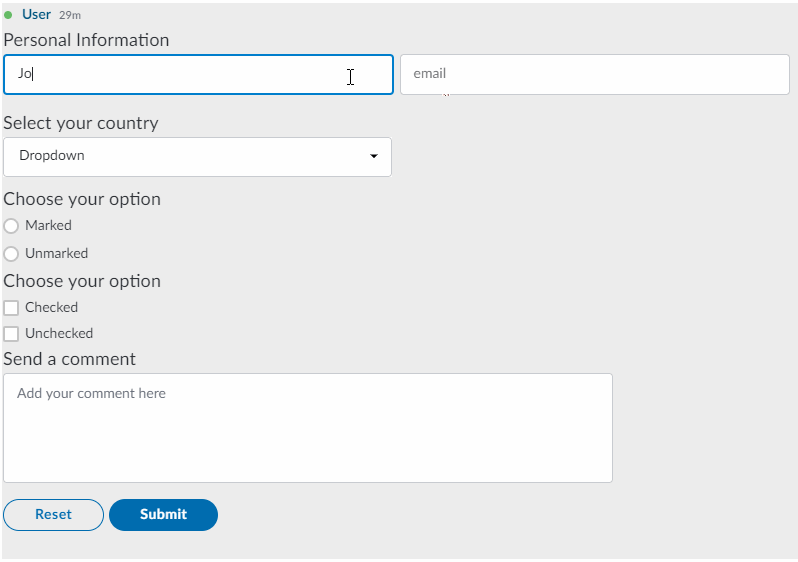 User 29m
Personal Information
Jo email
Select your country
Dropdown
Choose your option
Marked
Unmarked
Choose your option
Checked
Unchecked
Send a comment
Add your comment here
Reset Submit